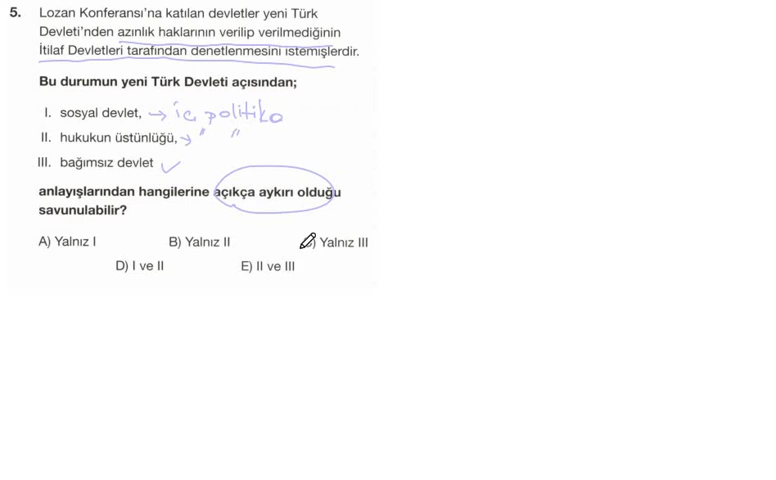 5. Lozan Konferansı'na katılan devletler yeni Türk
Devleti'nden azınlık haklarının verilip verilmediğinin
İtilaf Devletleri tarafından denetlenmesini istemişlerdir.
Bu durumun yeni Türk Devleti açısından;
I. sosyal devlet, → iç politika
II. hukukun üstünlüğü, → " "
III. bağımsız devlet ✓
anlayışlarından hangilerine açıkça aykırı olduğu
savunulabilir?
A) Yalnız I B) Yalnız II C) Yalnız III
D) I ve II E) II ve III